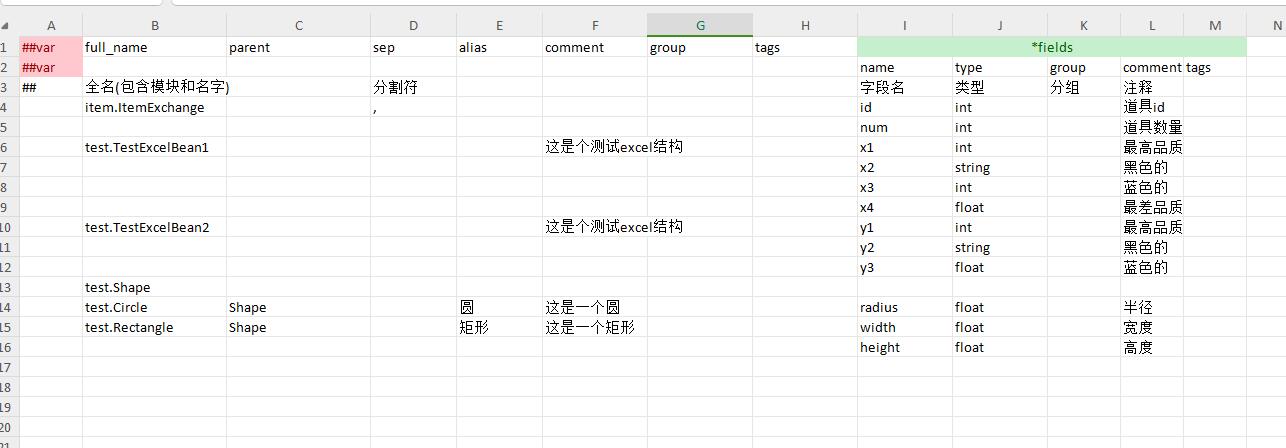 A B C D E F G H I J K L M N
1 ##var full_name parent sep alias comment group tags *fields
2 ##var name type group comment tags
3 ## 全名(包含模块和名字) 分割符 字段名 类型 分组 注释
4 item.ItemExchange , id int 道具id
5 num int 道具数量
6 test.TestExcelBean1 这是个测试excel结构 x1 int 最高品质
7 x2 string 黑色的
8 x3 int 蓝色的
9 x4 float 最差品质
10 test.TestExcelBean2 这是个测试excel结构 y1 int 最高品质
11 y2 string 黑色的
12 y3 float 蓝色的
13 test.Shape
14 test.Circle Shape 圆 这是一个圆 radius float 半径
15 test.Rectangle Shape 矩形 这是一个矩形 width float 宽度
16 height float 高度
17
18
19
20